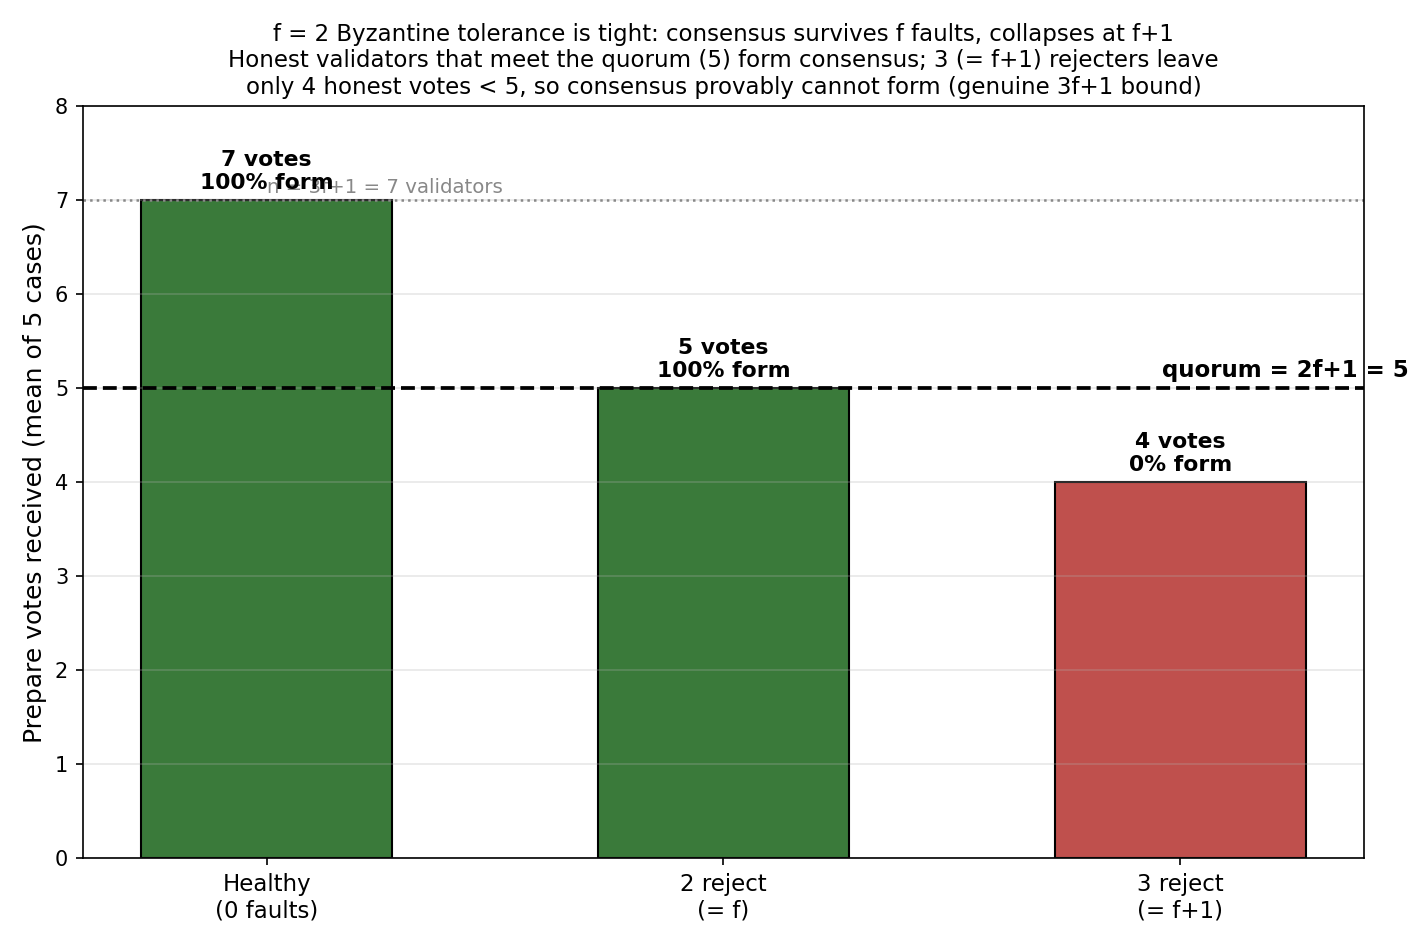 f = 2 Byzantine tolerance is tight: consensus survives f faults, collapses at f+1
Honest validators that meet the quorum (5) form consensus; 3 (= f+1) rejecters leave
only 4 honest votes < 5, so consensus provably cannot form (genuine 3f+1 bound)
Prepare votes received (mean of 5 cases)
8
7
6
5
4
3
2
1
0
7 votes
100% form
n = 3f+1 = 7 validators
5 votes
100% form
quorum = 2f+1 = 5
4 votes
0% form
Healthy
(0 faults)
2 reject
(= f)
3 reject
(= f+1)